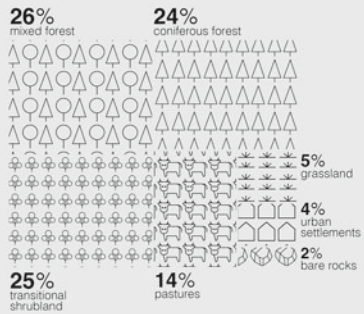 26%
mixed forest
24%
coniferous forest
5%
grassland
4%
urban
settlements
2%
bare rocks
25%
transitional
shrubland
14%
pastures